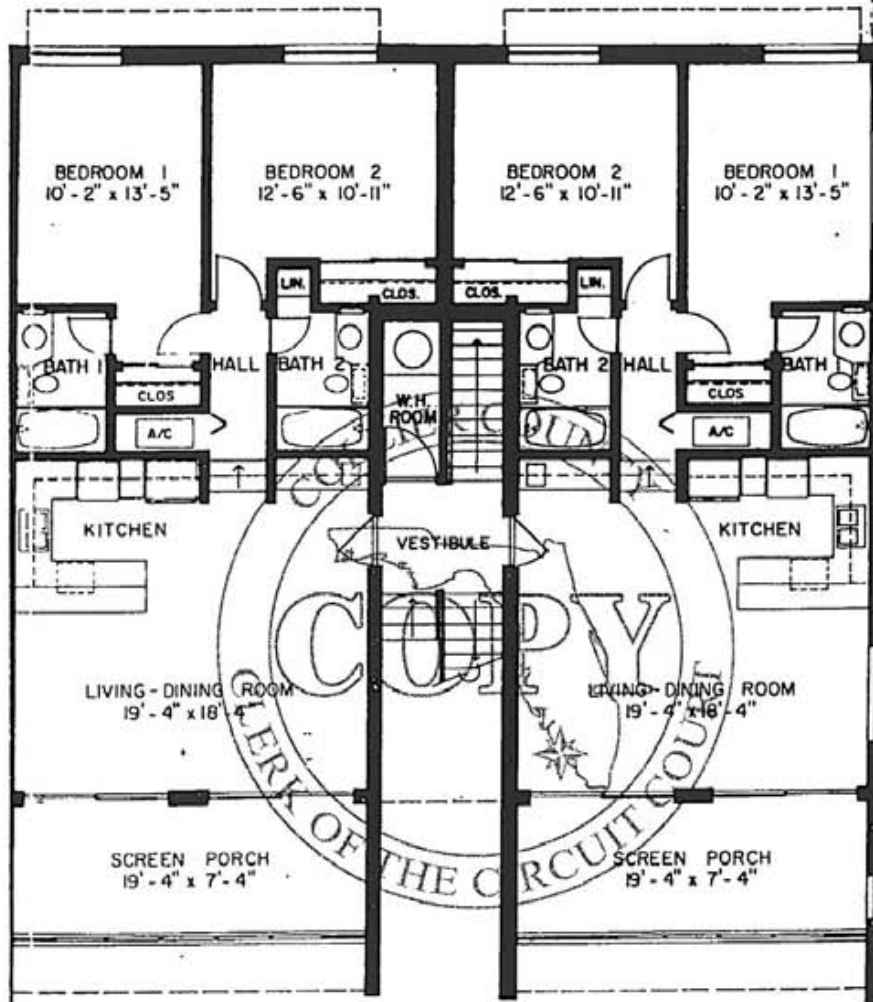 BEDROOM 1
10'-2" x 13'-5"
BEDROOM 2
12'-6" x 10'-11"
BEDROOM 2
12'-6" x 10'-11"
BEDROOM 1
10'-2" x 13'-5"
LIN.
CLOS.
CLOS.
LIN.
BATH 1
HALL
BATH 2
BATH 2
HALL
BATH
CLOS
W.H.
ROOM
CLOS
A/C
A/C
KITCHEN
VESTIBULE
KITCHEN
COPY
LIVING-DINING ROOM
19'-4" x 18'-4"
LIVING-DINING ROOM
19'-4" x 18'-4"
SCREEN PORCH
19'-4" x 7'-4"
SCREEN PORCH
19'-4" x 7'-4"
COLLIER COUNTY
CLERK OF THE CIRCUIT COURT